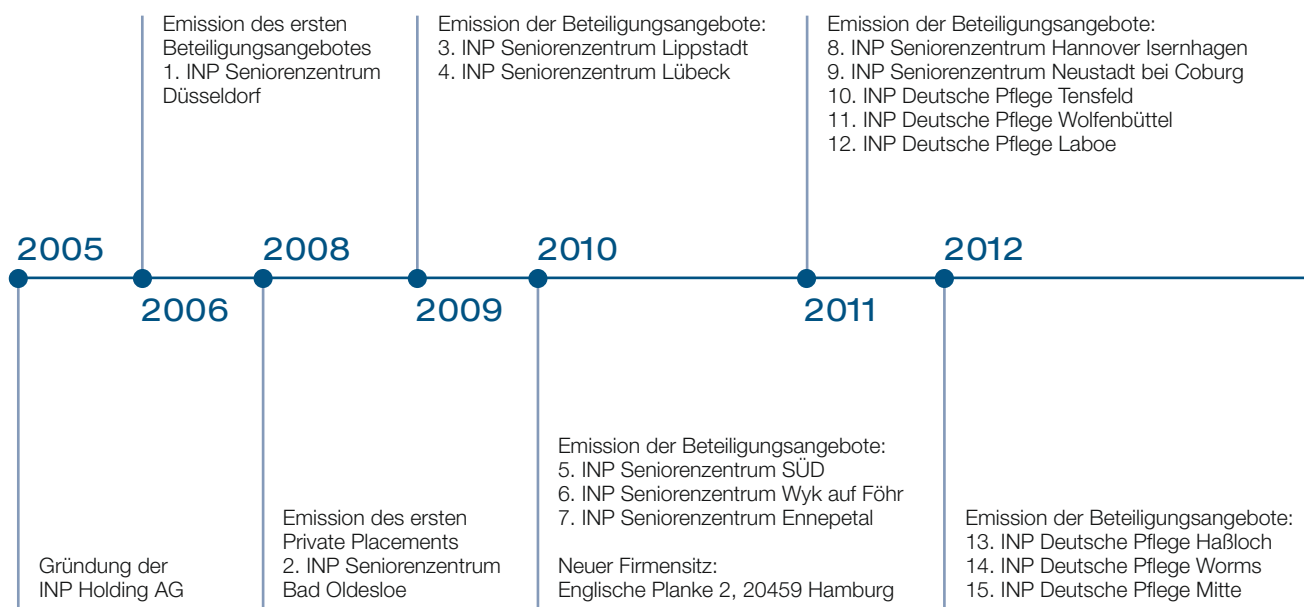 Emission des ersten
Beteiligungsangebotes
1. INP Seniorenzentrum
Düsseldorf
Emission der Beteiligungsangebote:
3. INP Seniorenzentrum Lippstadt
4. INP Seniorenzentrum Lübeck
Emission der Beteiligungsangebote:
8. INP Seniorenzentrum Hannover Isernhagen
9. INP Seniorenzentrum Neustadt bei Coburg
10. INP Deutsche Pflege Tensfeld
11. INP Deutsche Pflege Wolfenbüttel
12. INP Deutsche Pflege Laboe
2005
2008
2010
2012
2006
2009
2011
Gründung der
INP Holding AG
Emission des ersten
Private Placements
2. INP Seniorenzentrum
Bad Oldesloe
Emission der Beteiligungsangebote:
5. INP Seniorenzentrum SÜD
6. INP Seniorenzentrum Wyk auf Föhr
7. INP Seniorenzentrum Ennepetal
Neuer Firmensitz:
Englische Planke 2, 20459 Hamburg
Emission der Beteiligungsangebote:
13. INP Deutsche Pflege Haßloch
14. INP Deutsche Pflege Worms
15. INP Deutsche Pflege Mitte